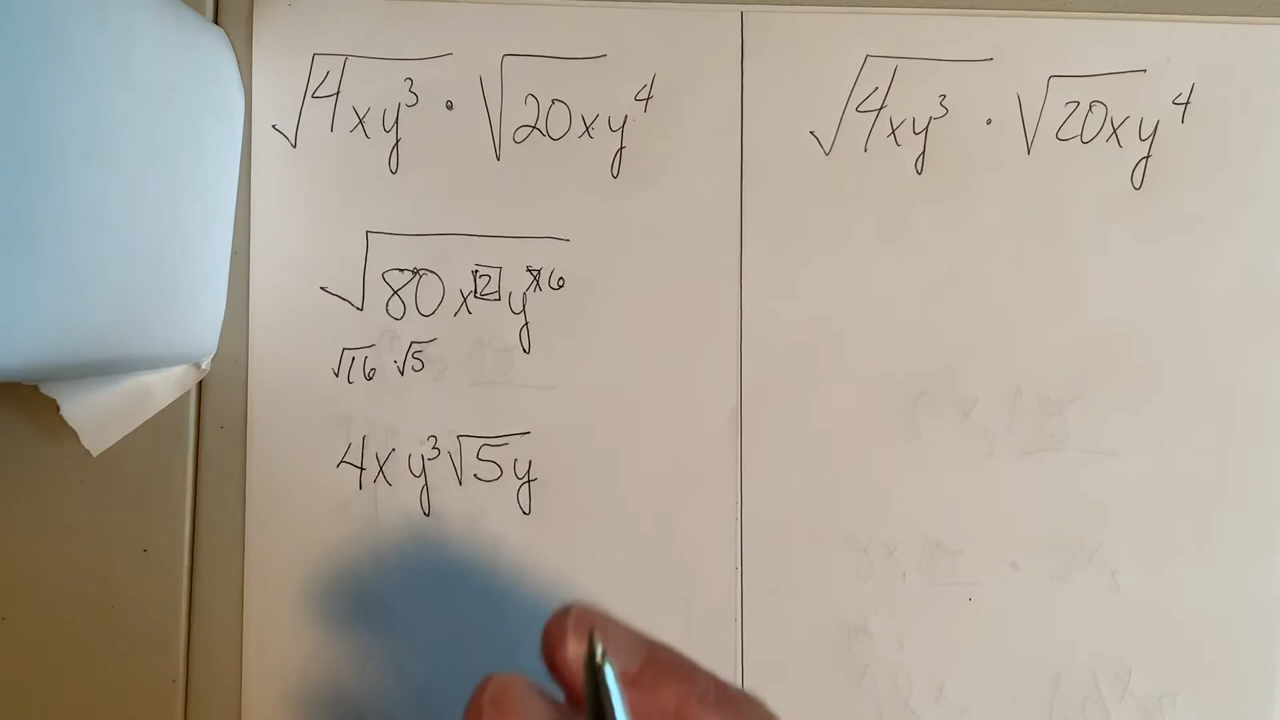 √4xy³ · √20xy⁴
√80x²y⁷ 6
√16 √5
4xy³√5y
√4xy³ · √20xy⁴